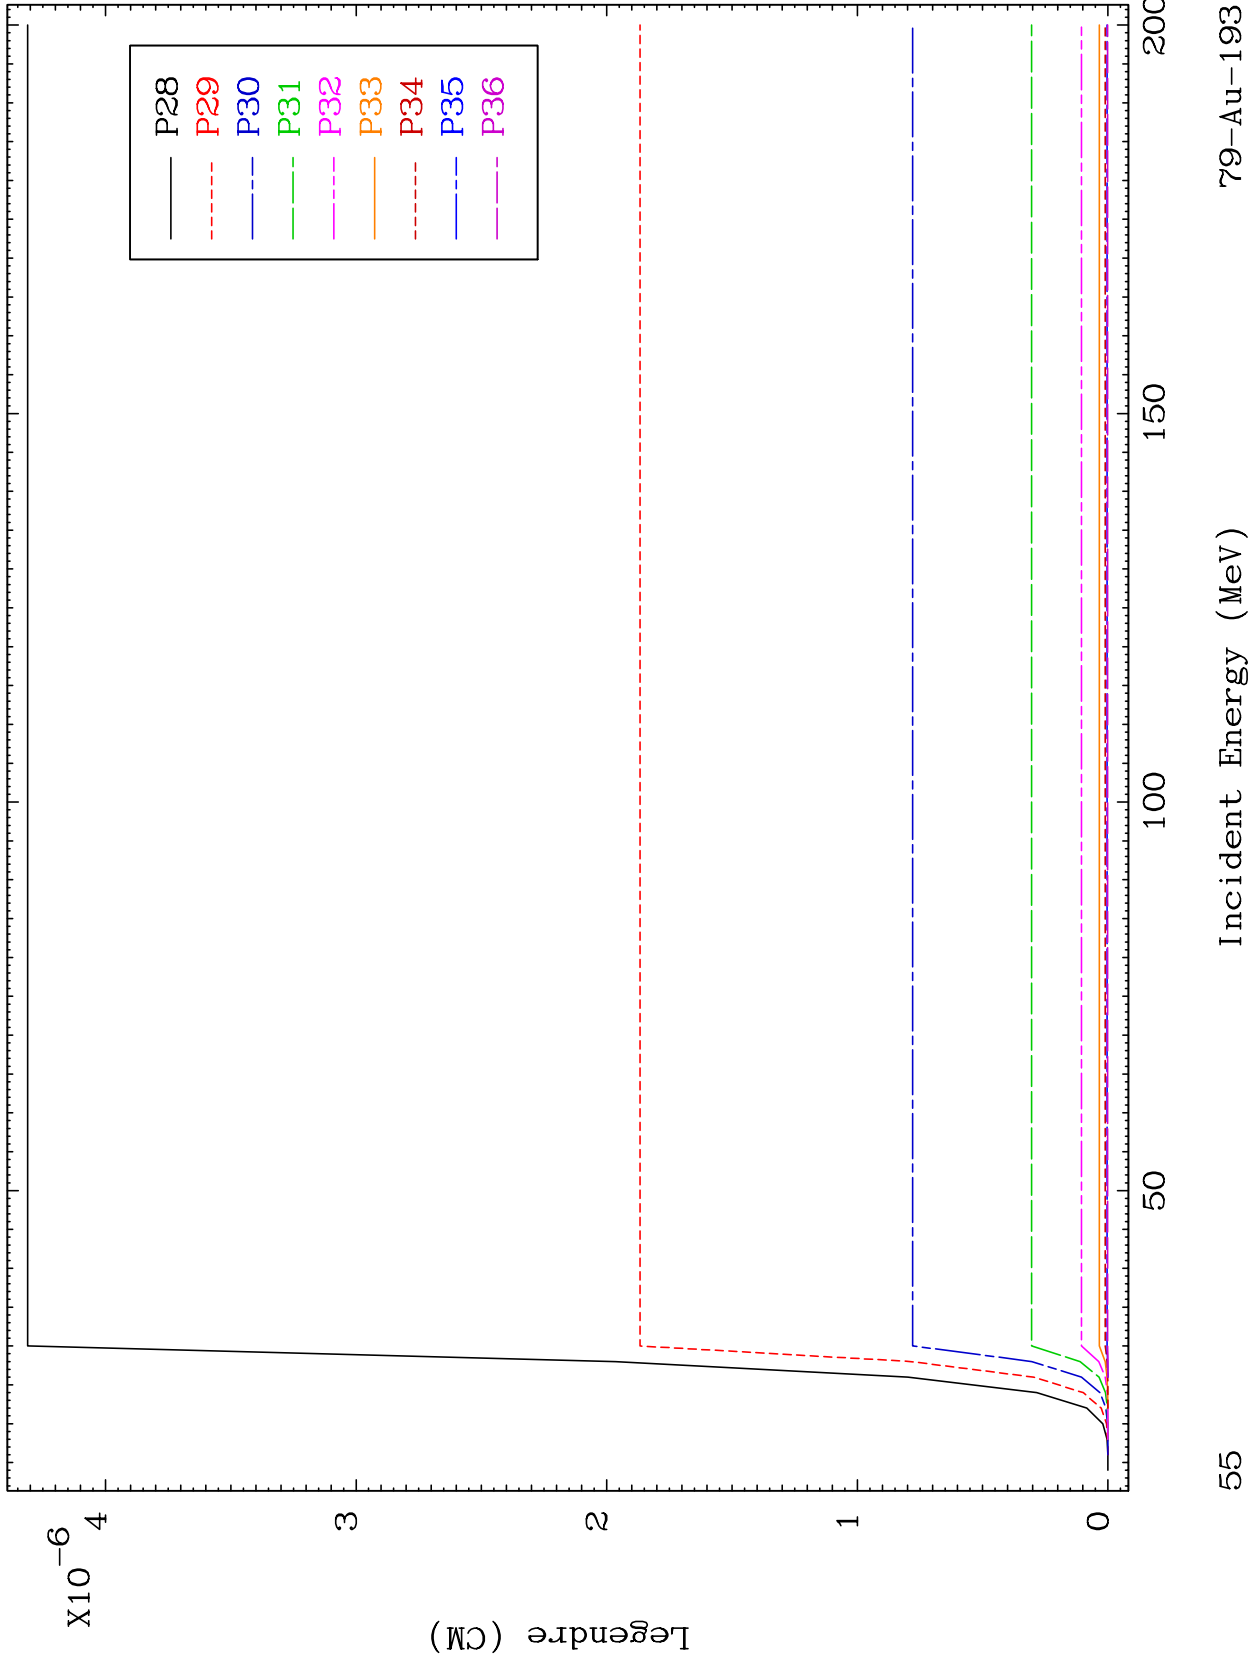 X10-6
4
3
2
1
0
Legendre (CM)
P28
P29
P30
P31
P32
P33
P34
P35
P36
50
100
150
200
Incident Energy (MeV)
55
79-Au-193